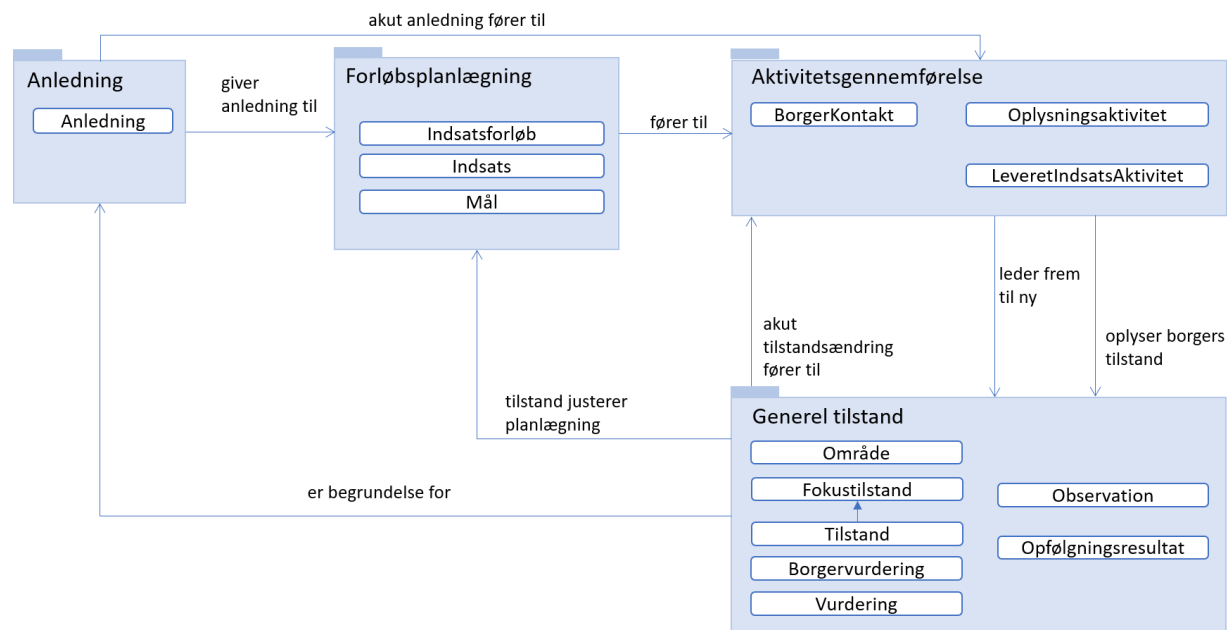 akut anledning fører til
Anledning
Anledning
giver
anledning til
Forløbsplanlægning
Indsatsforløb
Indsats
Mål
fører til
Aktivitetsgennemførelse
BorgerKontakt
Oplysningsaktivitet
LeveretIndsatsAktivitet
leder frem
til ny
oplyser borgers
tilstand
akut
tilstandsændring
fører til
tilstand justerer
planlægning
er begrundelse for
Generel tilstand
Område
Fokustilstand
Tilstand
Borgervurdering
Vurdering
Observation
Opfølgningsresultat